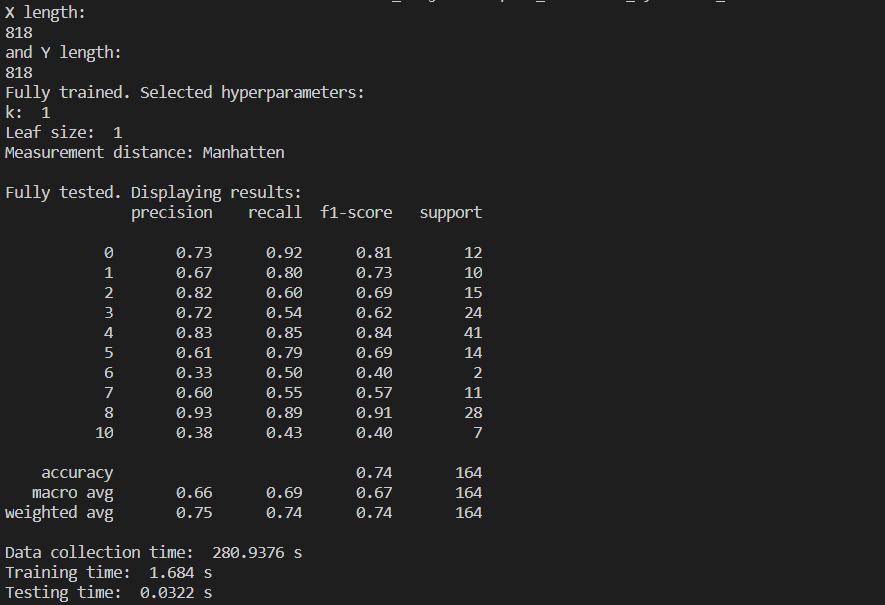 X length:
818
and Y length:
818
Fully trained. Selected hyperparameters:
k:  1
Leaf size:  1
Measurement distance: Manhatten
Fully tested. Displaying results:
precision recall f1-score support
0 0.73 0.92 0.81 12
1 0.67 0.80 0.73 10
2 0.82 0.60 0.69 15
3 0.72 0.54 0.62 24
4 0.83 0.85 0.84 41
5 0.61 0.79 0.69 14
6 0.33 0.50 0.40 2
7 0.60 0.55 0.57 11
8 0.93 0.89 0.91 28
10 0.38 0.43 0.40 7
accuracy 0.74 164
macro avg 0.66 0.69 0.67 164
weighted avg 0.75 0.74 0.74 164
Data collection time:  280.9376 s
Training time:  1.684 s
Testing time:  0.0322 s